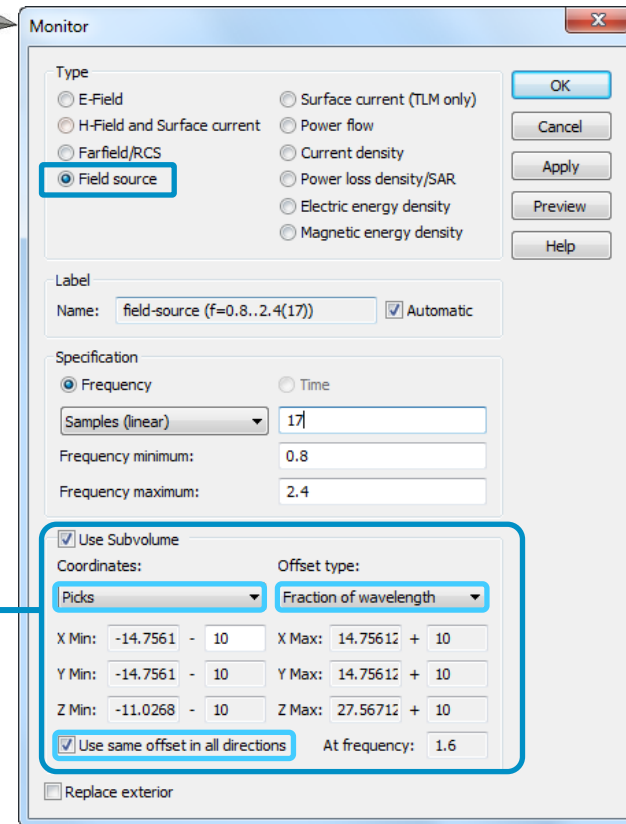 Monitor
Type
E-Field
Surface current (TLM only)
H-Field and Surface current
Power flow
Farfield/RCS
Current density
Field source
Power loss density/SAR
Electric energy density
Magnetic energy density
OK
Cancel
Apply
Preview
Help
Label
Name: field-source (f=0.8..2.4(17)) Automatic
Specification
Frequency Time
Samples (linear) 17
Frequency minimum: 0.8
Frequency maximum: 2.4
Use Subvolume
Coordinates: Offset type:
Picks Fraction of wavelength
X Min: -14.7561 - 10 X Max: 14.75612 + 10
Y Min: -14.7561 - 10 Y Max: 14.75612 + 10
Z Min: -11.0268 - 10 Z Max: 27.56712 + 10
Use same offset in all directions At frequency: 1.6
Replace exterior